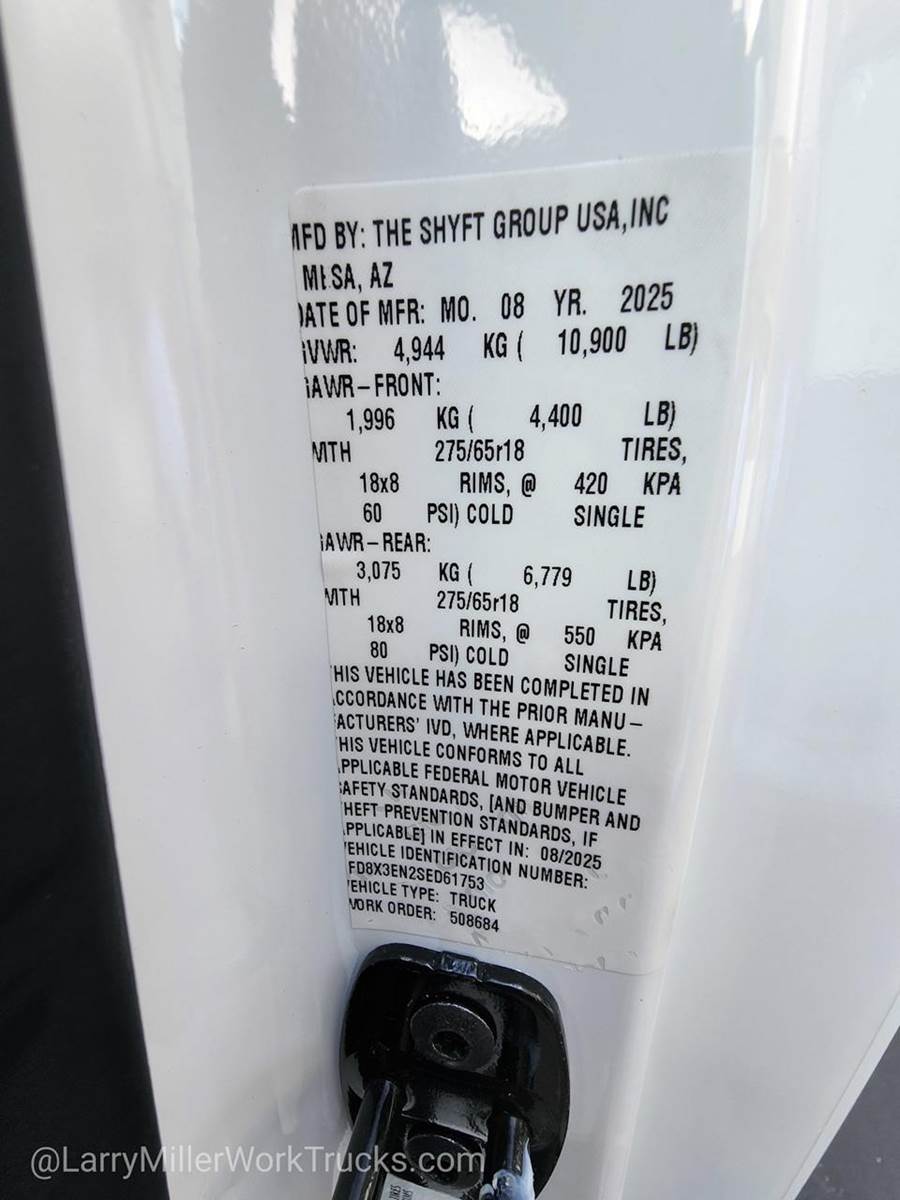 MFD BY: THE SHYFT GROUP USA,INC
MESA, AZ
DATE OF MFR: MO. 08 YR. 2025
GVWR: 4,944 KG ( 10,900 LB)
GAWR-FRONT:
1,996 KG ( 4,400 LB)
WITH 275/65r18 TIRES,
18x8 RIMS, @ 420 KPA
60 PSI) COLD SINGLE
GAWR-REAR:
3,075 KG ( 6,779 LB)
WITH 275/65r18 TIRES,
18x8 RIMS, @ 550 KPA
80 PSI) COLD SINGLE
THIS VEHICLE HAS BEEN COMPLETED IN
ACCORDANCE WITH THE PRIOR MANU-
FACTURERS' IVD, WHERE APPLICABLE.
THIS VEHICLE CONFORMS TO ALL
APPLICABLE FEDERAL MOTOR VEHICLE
SAFETY STANDARDS, [AND BUMPER AND
THEFT PREVENTION STANDARDS, IF
APPLICABLE] IN EFFECT IN: 08/2025
VEHICLE IDENTIFICATION NUMBER:
FD8X3EN2SED61753
VEHICLE TYPE: TRUCK
WORK ORDER: 508684
@LarryMillerWorkTrucks.com